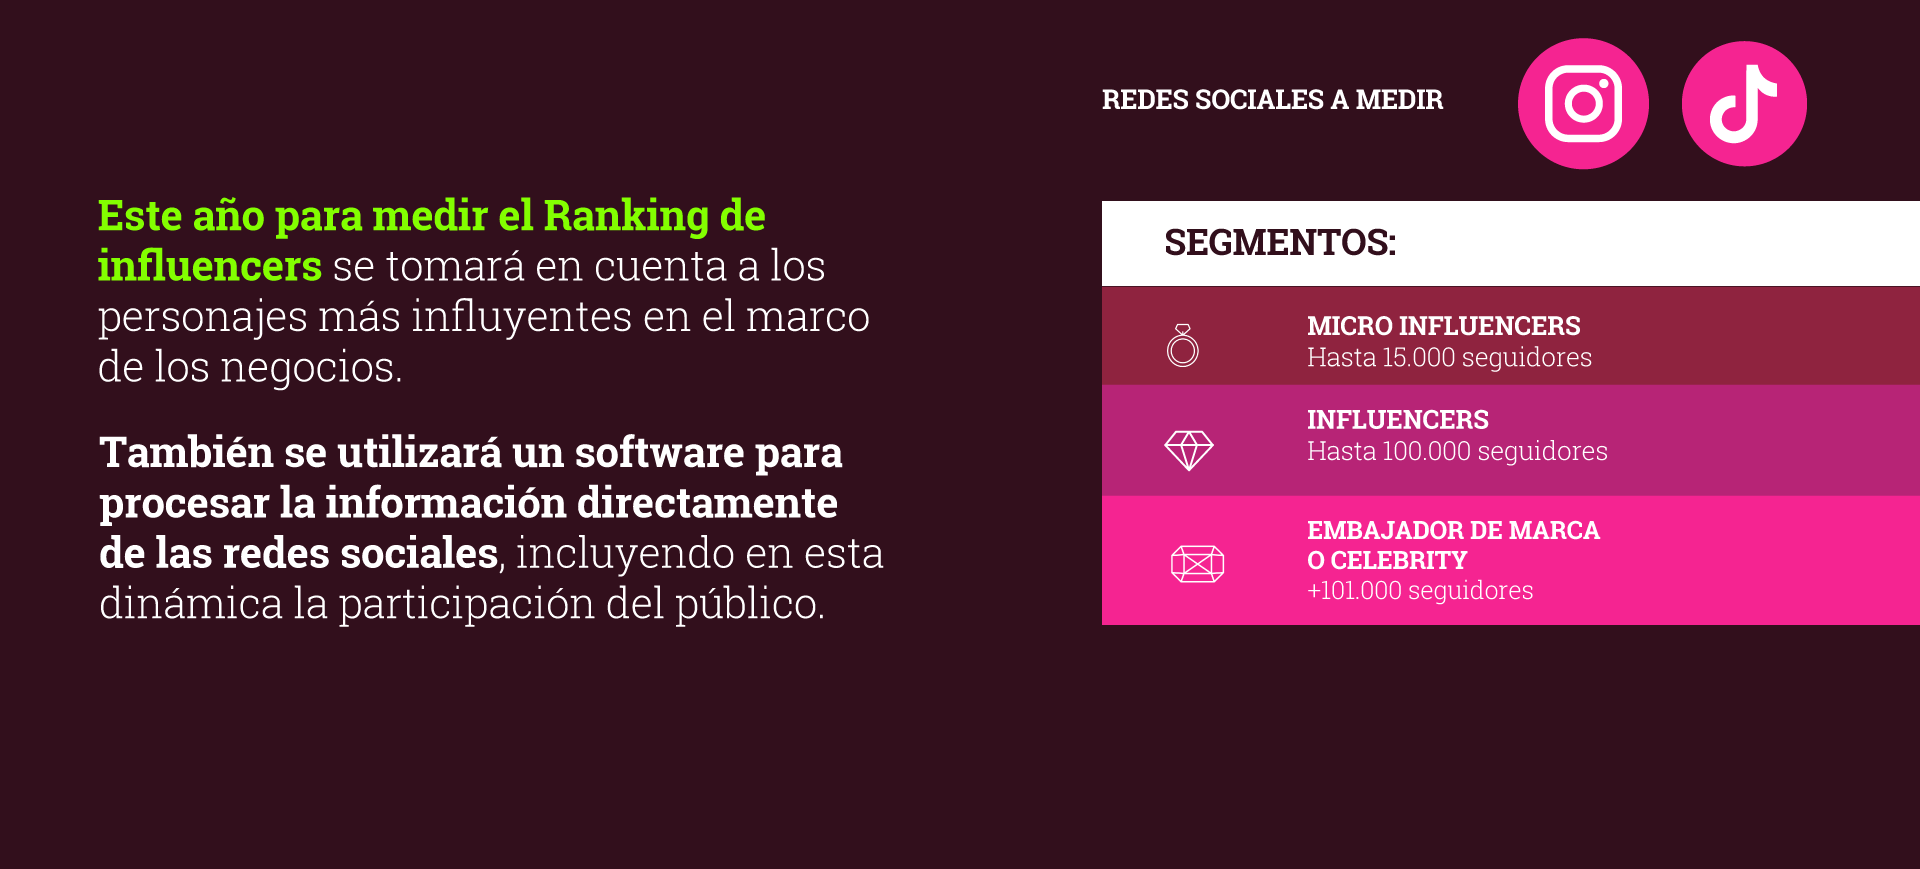 Este año para medir el Ranking de
influencers se tomará en cuenta a los
personajes más influyentes en el marco
de los negocios.
También se utilizará un software para
procesar la información directamente
de las redes sociales, incluyendo en esta
dinámica la participación del público.
REDES SOCIALES A MEDIR
SEGMENTOS:
MICRO INFLUENCERS
Hasta 15.000 seguidores
INFLUENCERS
Hasta 100.000 seguidores
EMBAJADOR DE MARCA
O CELEBRITY
+101.000 seguidores